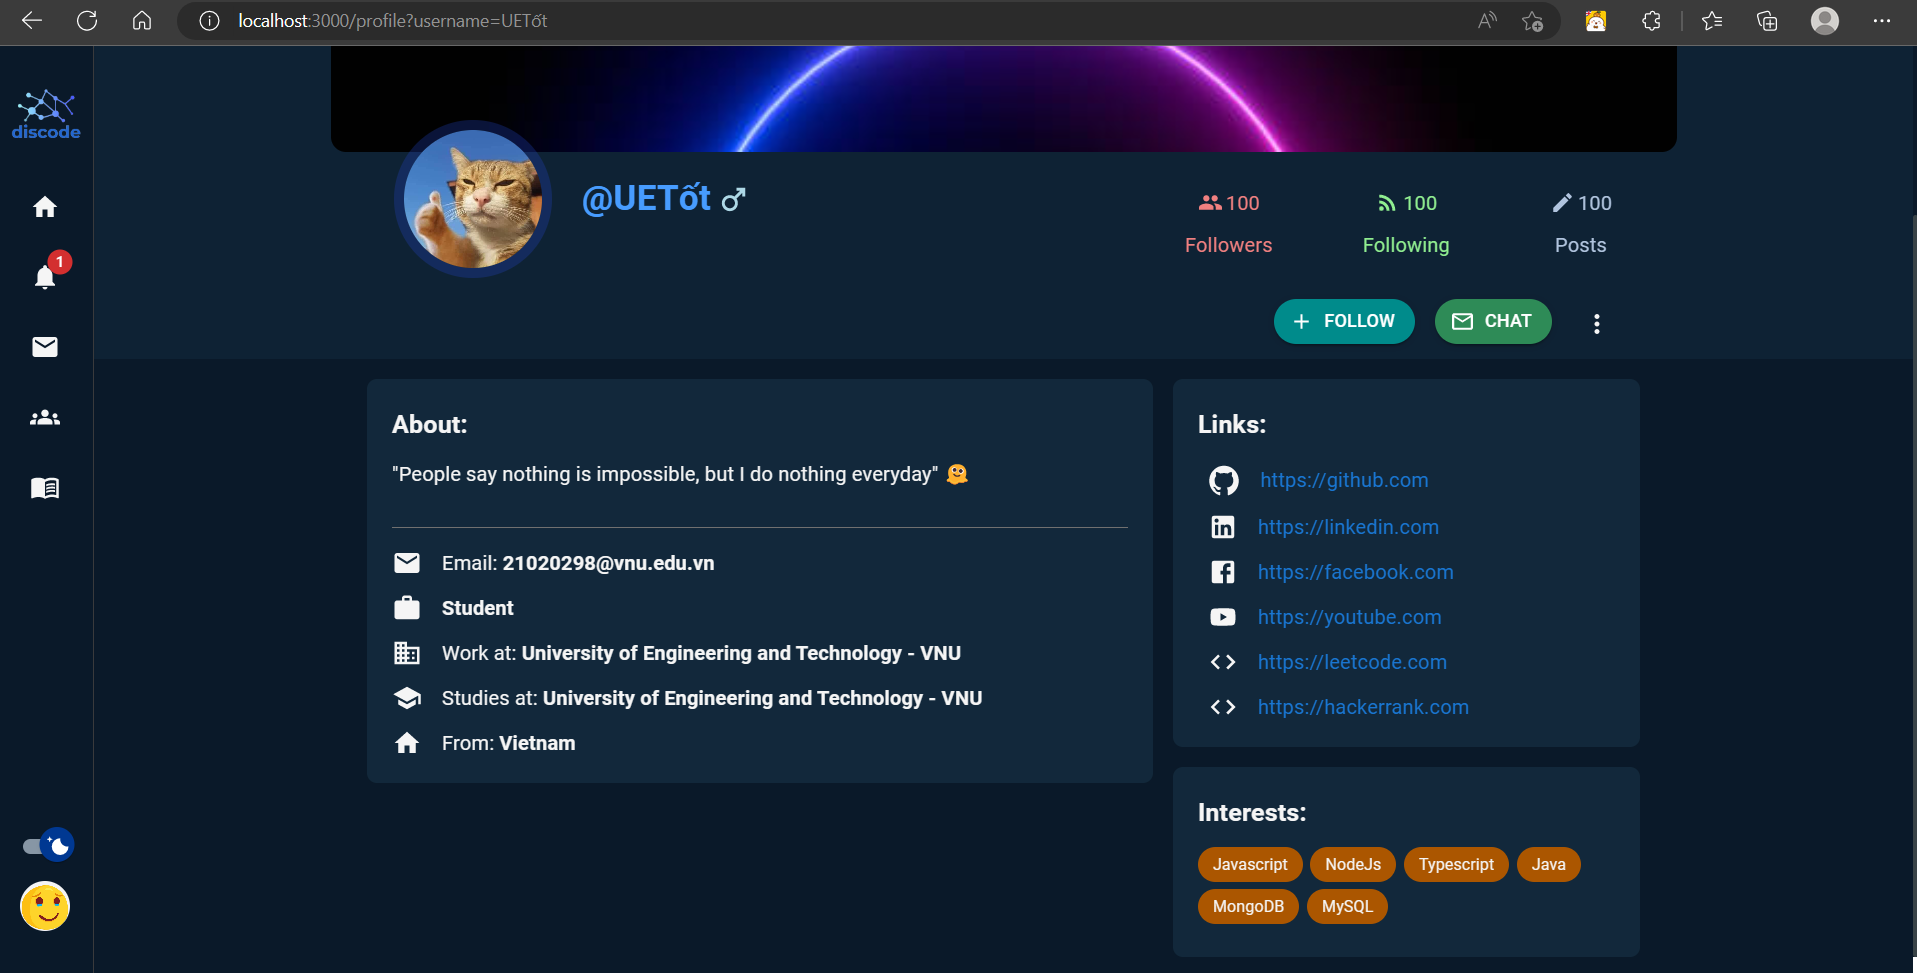 localhost:3000/profile?username=UETốt
discode
1
@UETốt
100
Followers
100
Following
100
Posts
FOLLOW
CHAT
About:
"People say nothing is impossible, but I do nothing everyday" 🤗
Email: 21020298@vnu.edu.vn
Student
Work at: University of Engineering and Technology - VNU
Studies at: University of Engineering and Technology - VNU
From: Vietnam
Links:
https://github.com
https://linkedin.com
https://facebook.com
https://youtube.com
https://leetcode.com
https://hackerrank.com
Interests:
Javascript NodeJs Typescript Java
MongoDB MySQL